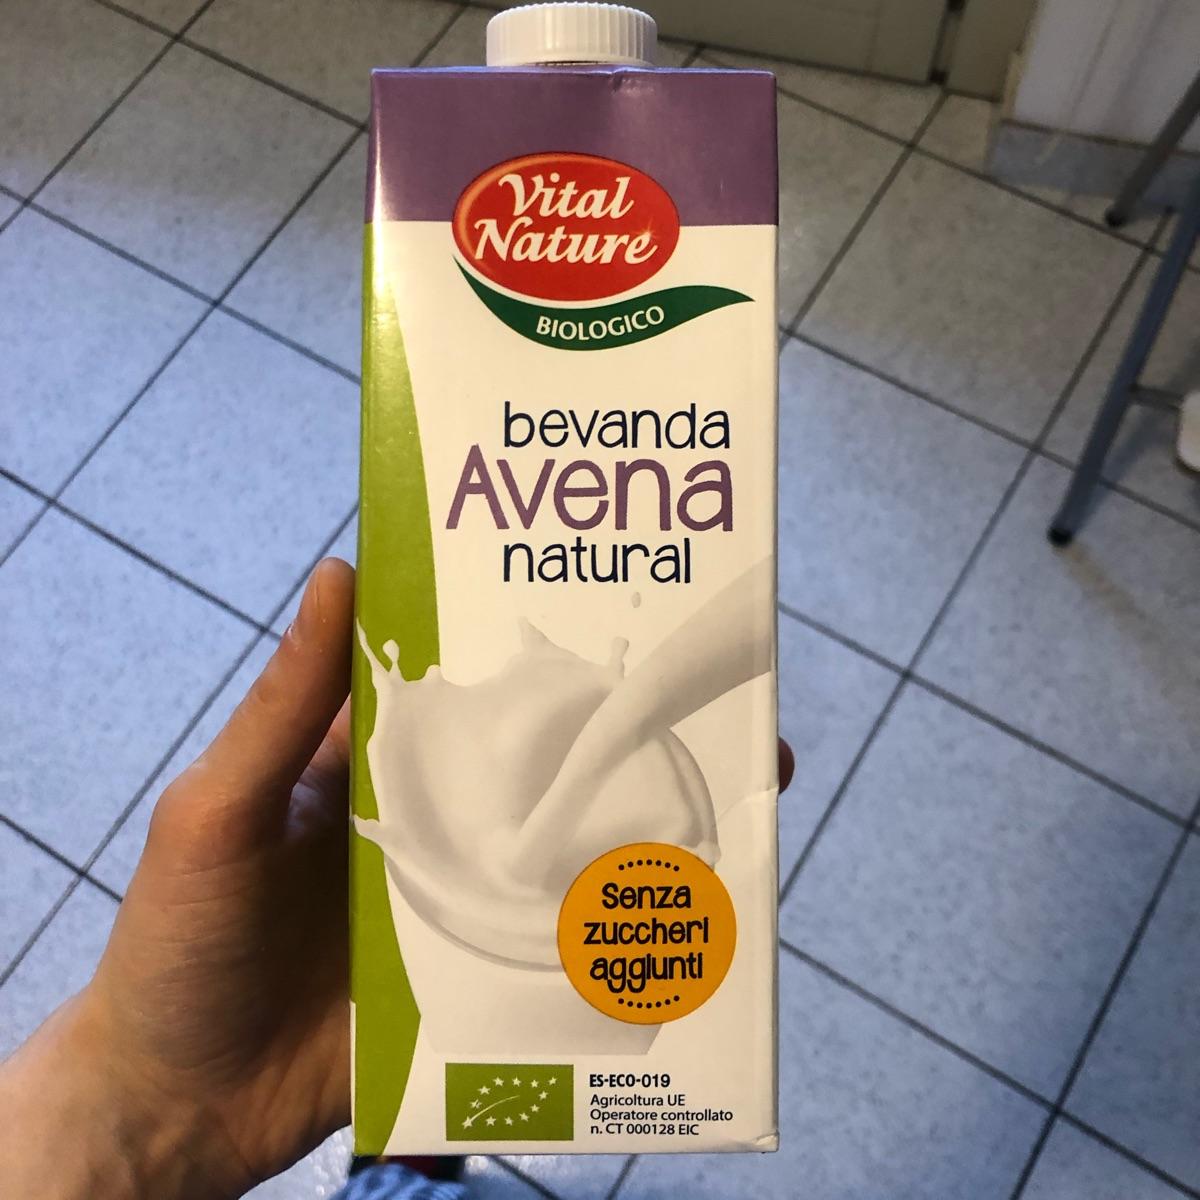 Vital
Nature
BIOLOGICO
bevanda
Avena
natural
Senza
zuccheri
aggiunti
ES-ECO-019
Agricoltura UE
Operatore controllato
n. CT 000128 EIC